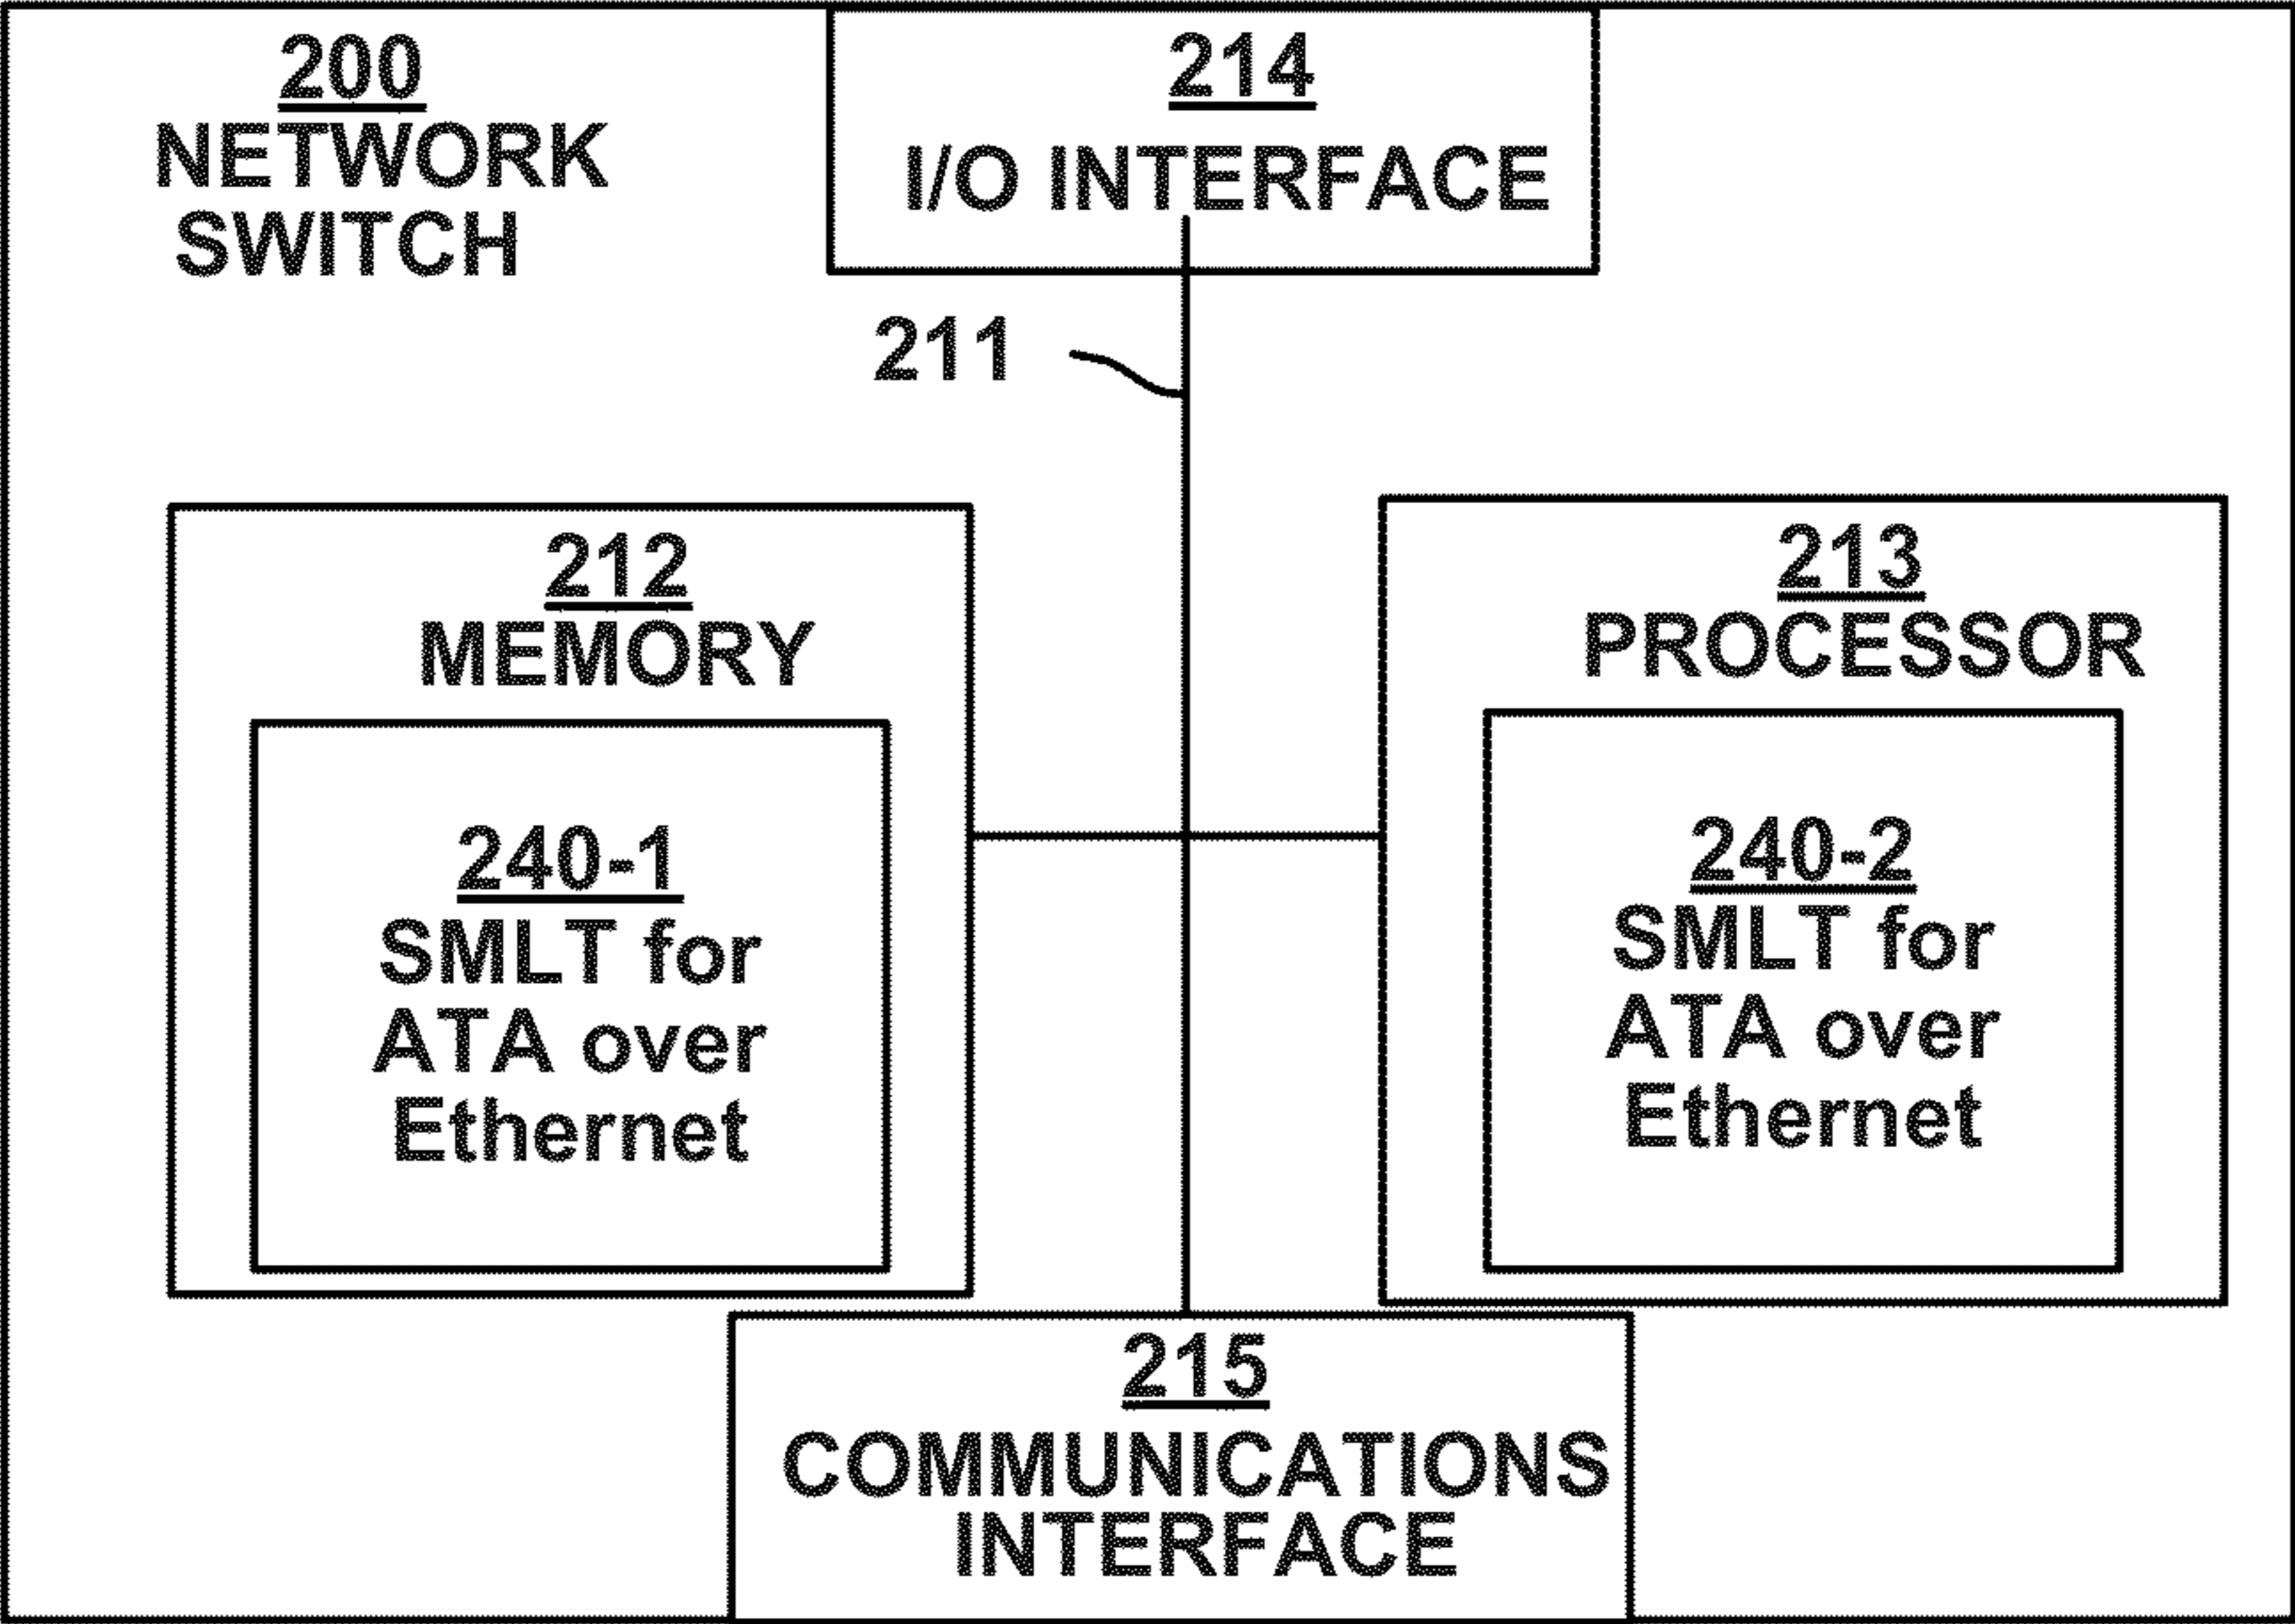 200
NETWORK
SWITCH
214
I/O INTERFACE
211
212
MEMORY
240-1
SMLT for
ATA over
Ethernet
213
PROCESSOR
240-2
SMLT for
ATA over
Ethernet
215
COMMUNICATIONS
INTERFACE